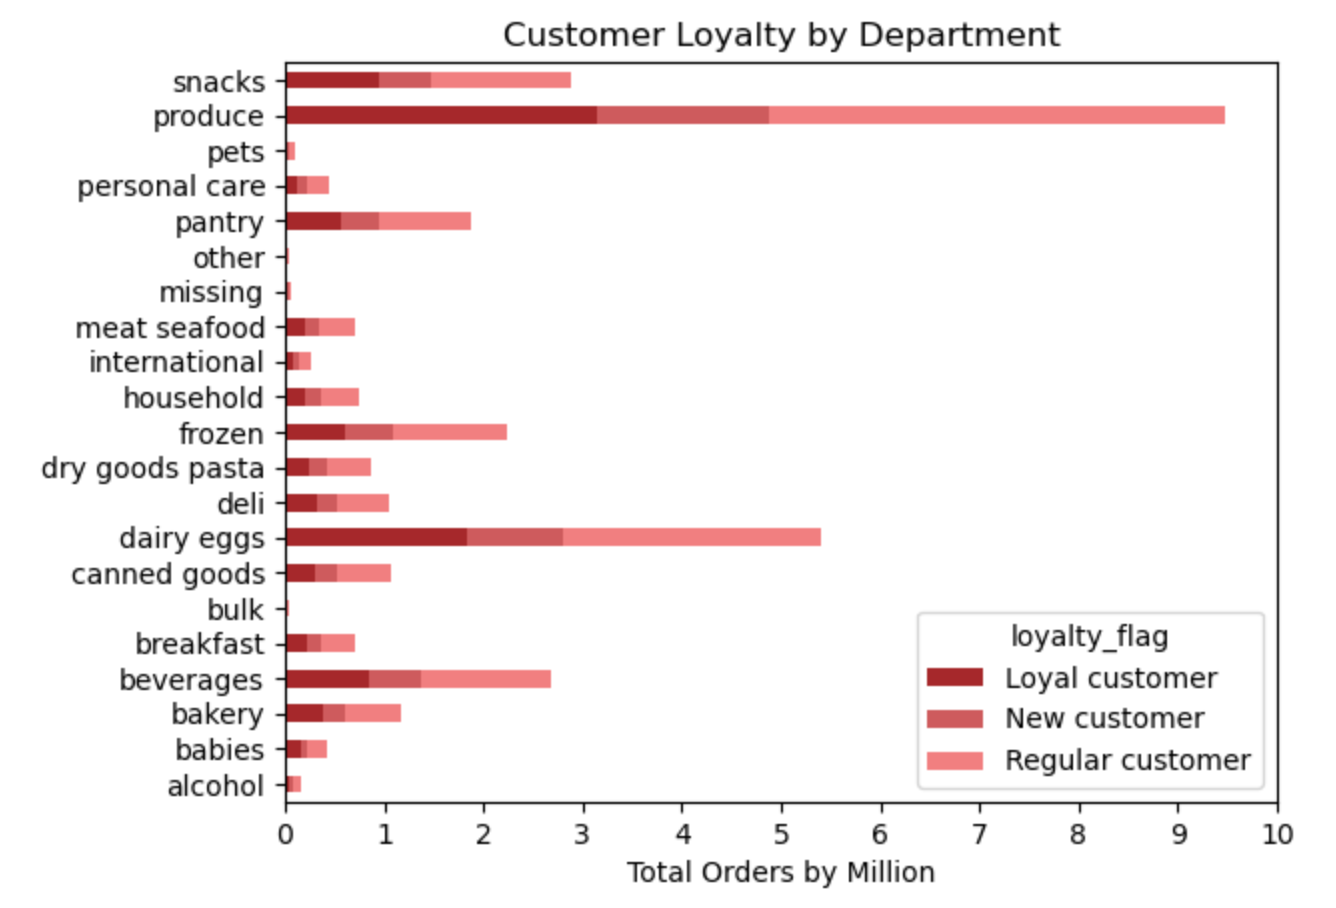 Customer Loyalty by Department
snacks
produce
pets
personal care
pantry
other
missing
meat seafood
international
household
frozen
dry goods pasta
deli
dairy eggs
canned goods
bulk
breakfast
beverages
bakery
babies
alcohol
loyalty_flag
Loyal customer
New customer
Regular customer
0 1 2 3 4 5 6 7 8 9 10
Total Orders by Million